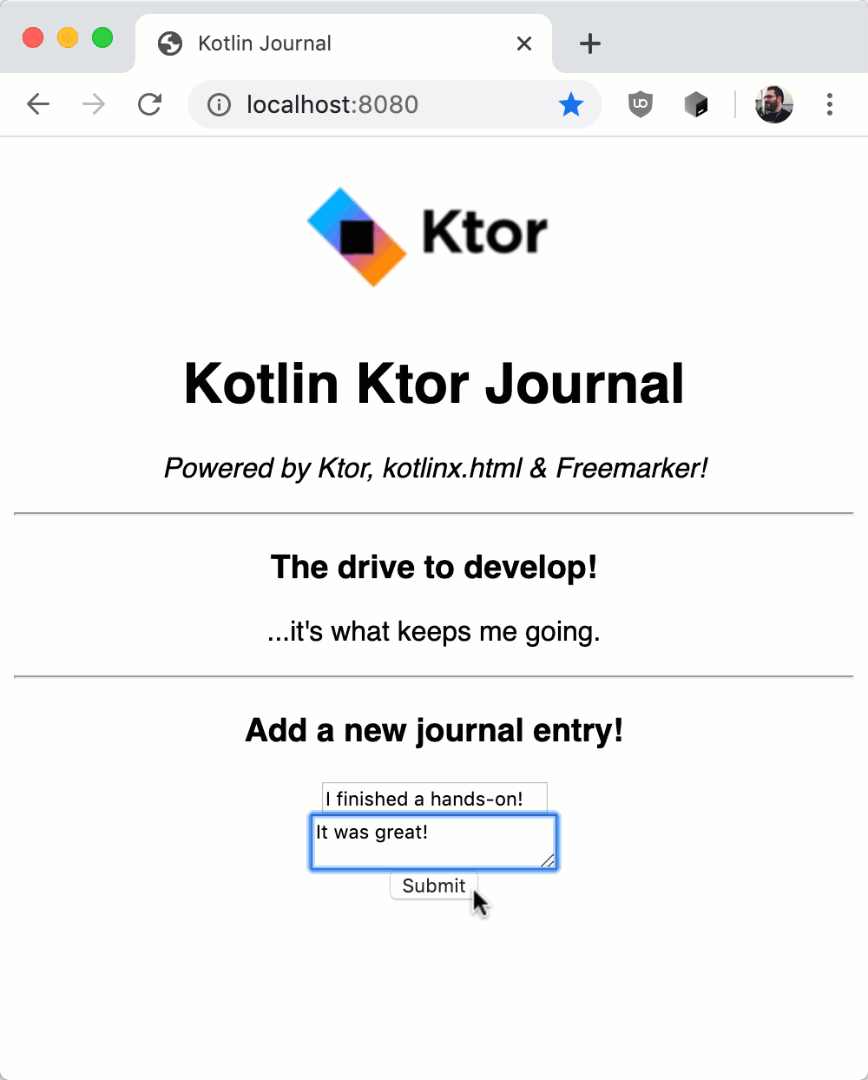 Kotlin Journal
localhost:8080
Ktor
Kotlin Ktor Journal
Powered by Ktor, kotlinx.html & Freemarker!
The drive to develop!
...it's what keeps me going.
Add a new journal entry!
I finished a hands-on!
It was great!
Submit